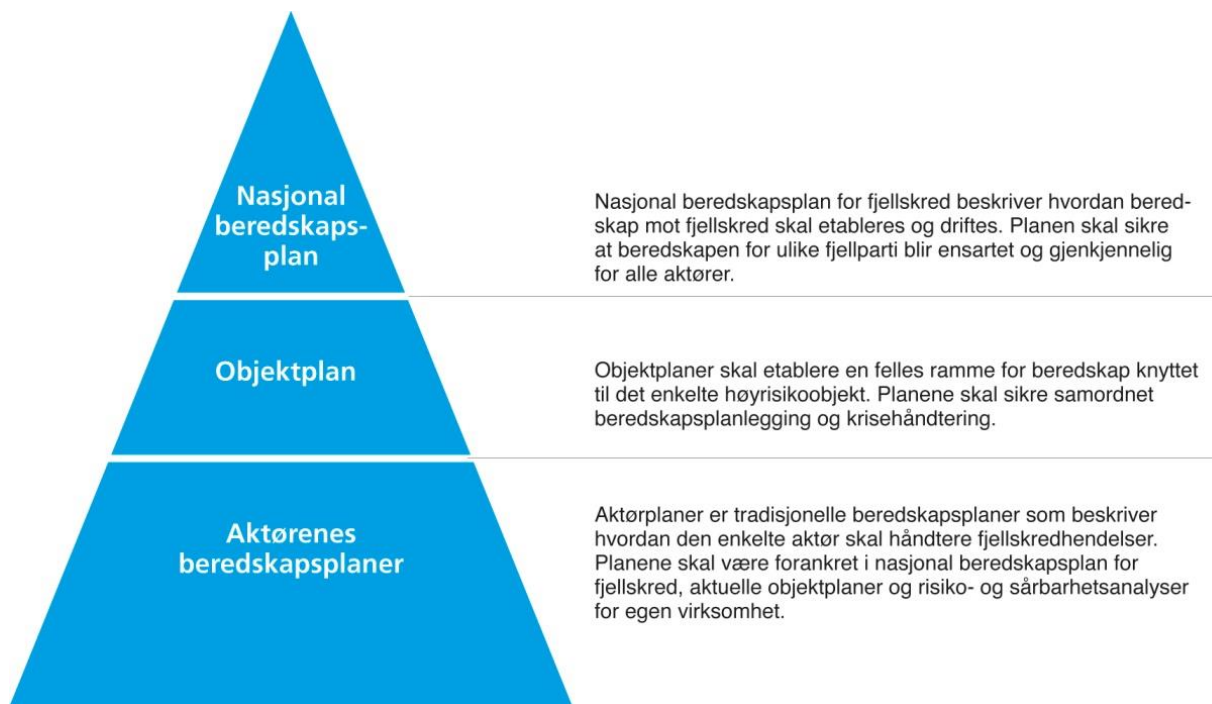 Nasjonal
beredskaps-
plan
Nasjonal beredskapsplan for fjellskred beskriver hvordan bered-
skap mot fjellskred skal etableres og driftes. Planen skal sikre
at beredskapen for ulike fjellparti blir ensartet og gjenkjennelig
for alle aktører.
Objektplan
Objektplaner skal etablere en felles ramme for beredskap knyttet
til det enkelte høyrisikoobjekt. Planene skal sikre samordnet
beredskapsplanlegging og krisehåndtering.
Aktørenes
beredskapsplaner
Aktørplaner er tradisjonelle beredskapsplaner som beskriver
hvordan den enkelte aktør skal håndtere fjellskredhendelser.
Planene skal være forankret i nasjonal beredskapsplan for
fjellskred, aktuelle objektplaner og risiko- og sårbarhetsanalyser
for egen virksomhet.